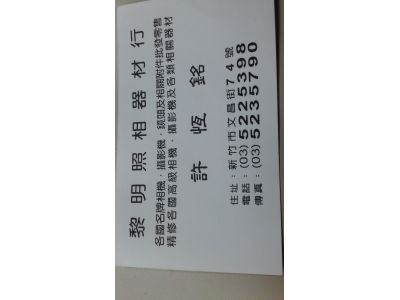 黎明照相器材行
各國名牌相機．攝影機．鏡頭及相關附件批發零售
精修各國高級相機．攝影機及各類相關器材
許恆銘
住址：新竹市文昌街74號
電話：(03)5225398
傳真：(03)5235790